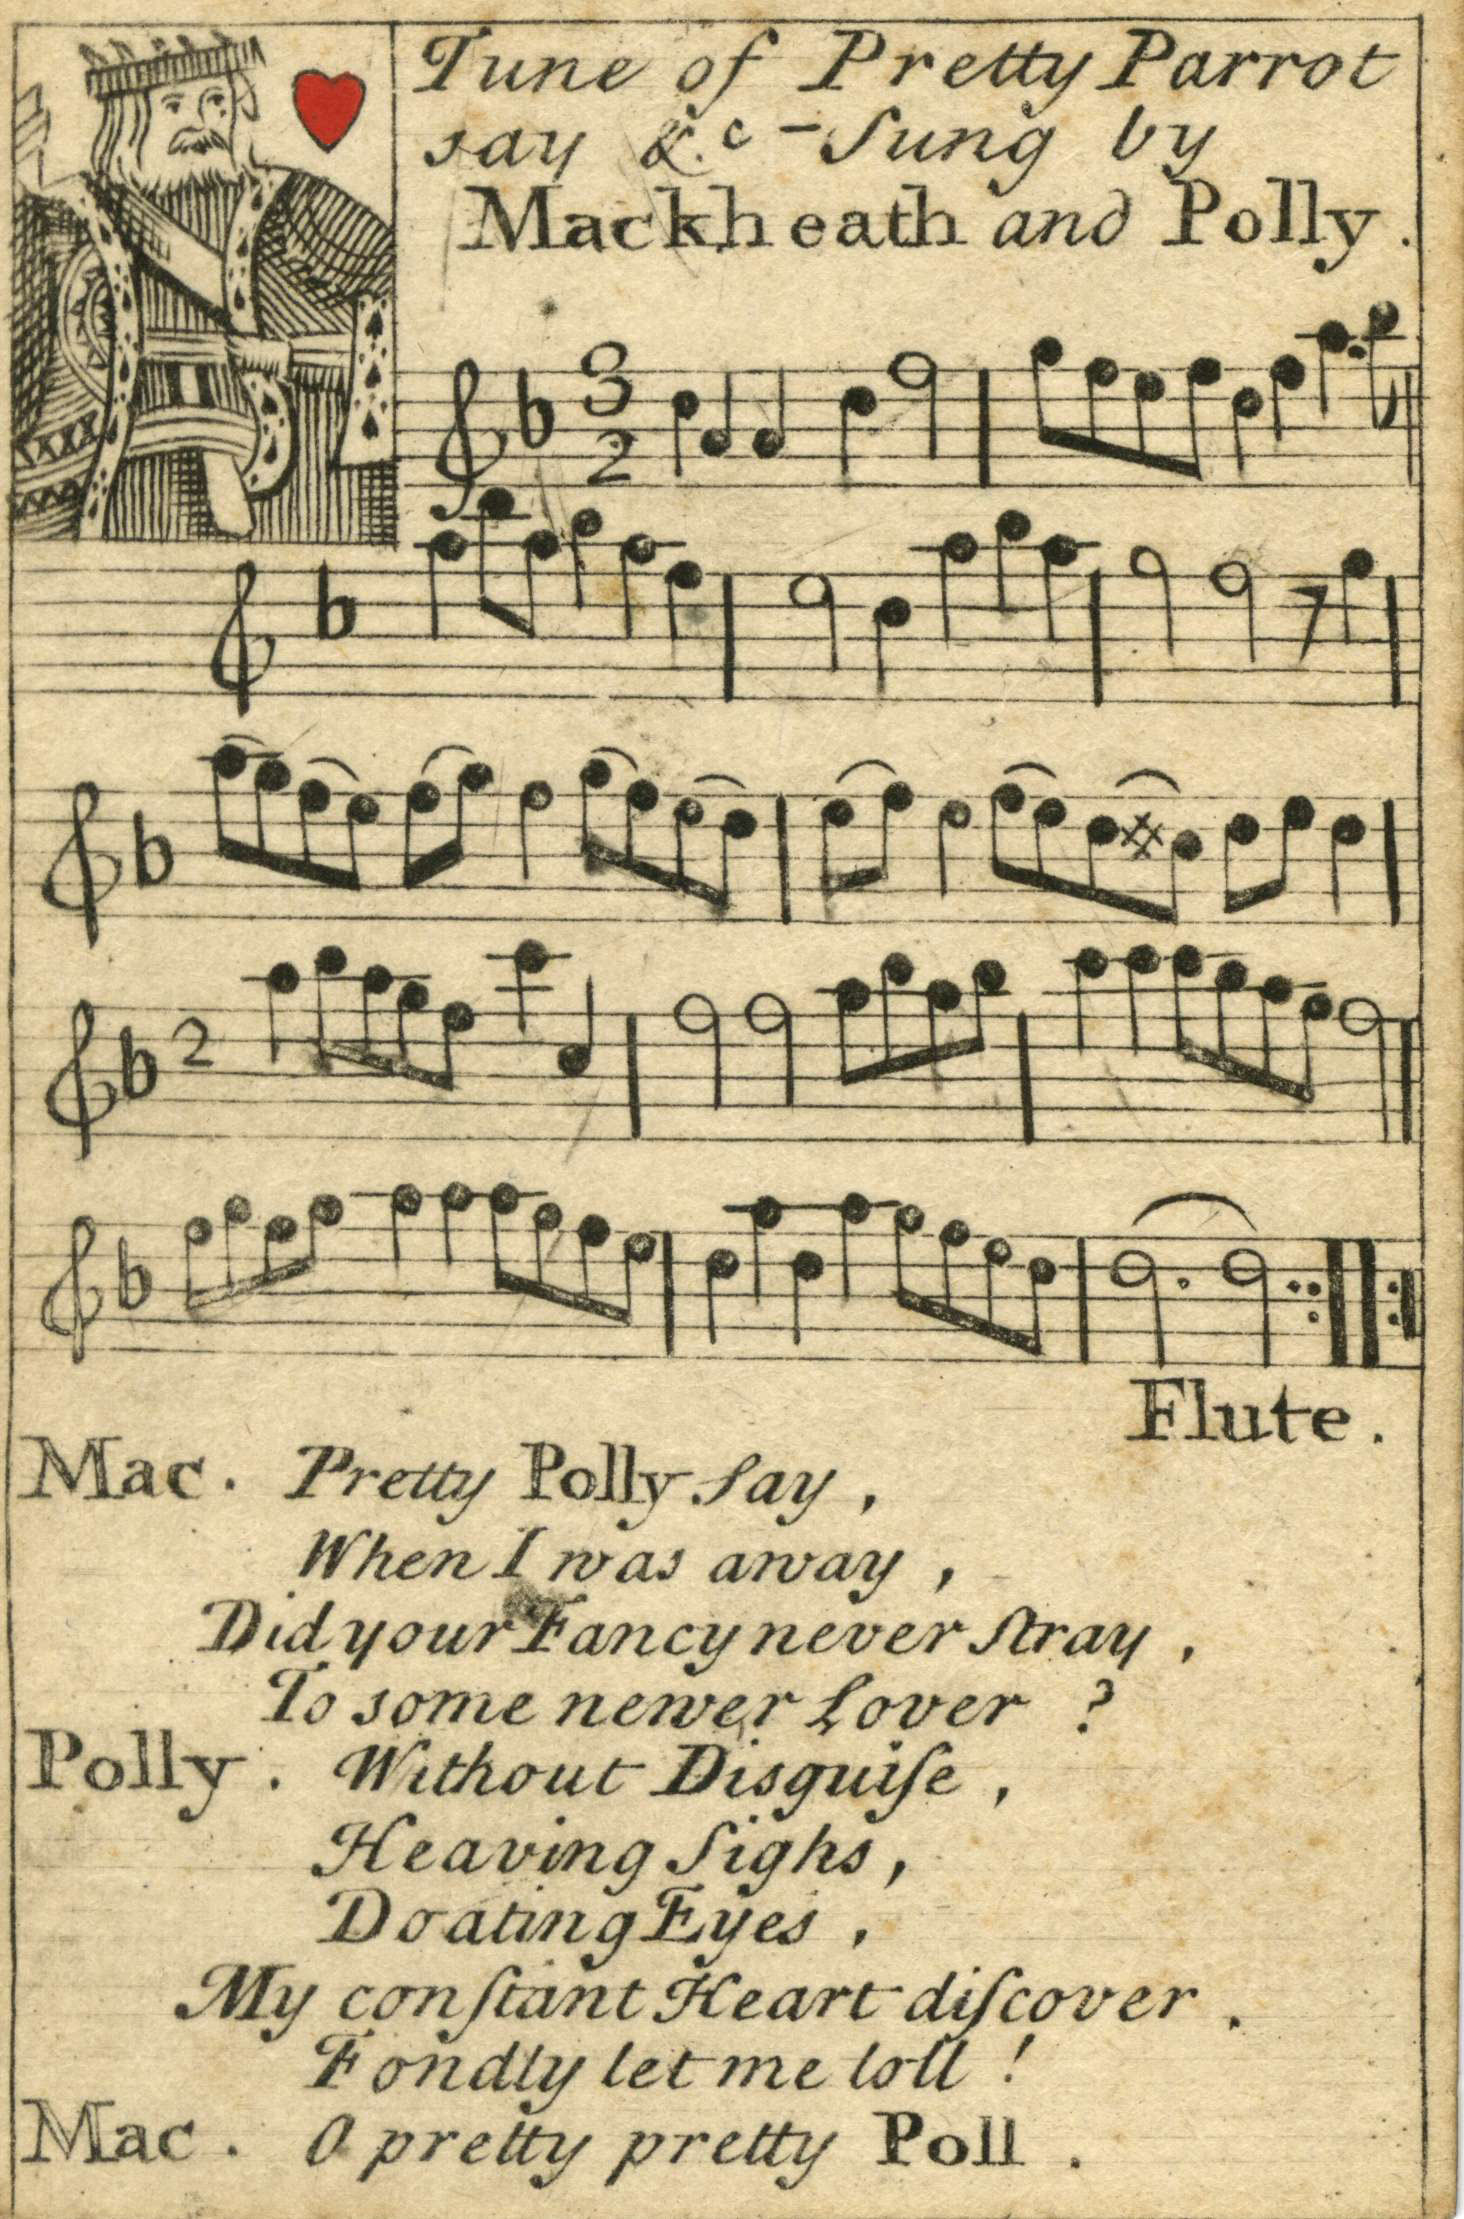 Tune of Pretty Parrot
say &c - Sung by
Mackheath and Polly.
3
2
2
Flute.
Mac. Pretty Polly Say,
When I was away,
Did your Fancy never ſtray,
To some newer Lover ?
Polly. Without Disguiſe,
Heaving Sighs,
Doating Eyes,
My conſtant Heart diſcover.
Fondly let me loll !
Mac. O pretty pretty Poll.